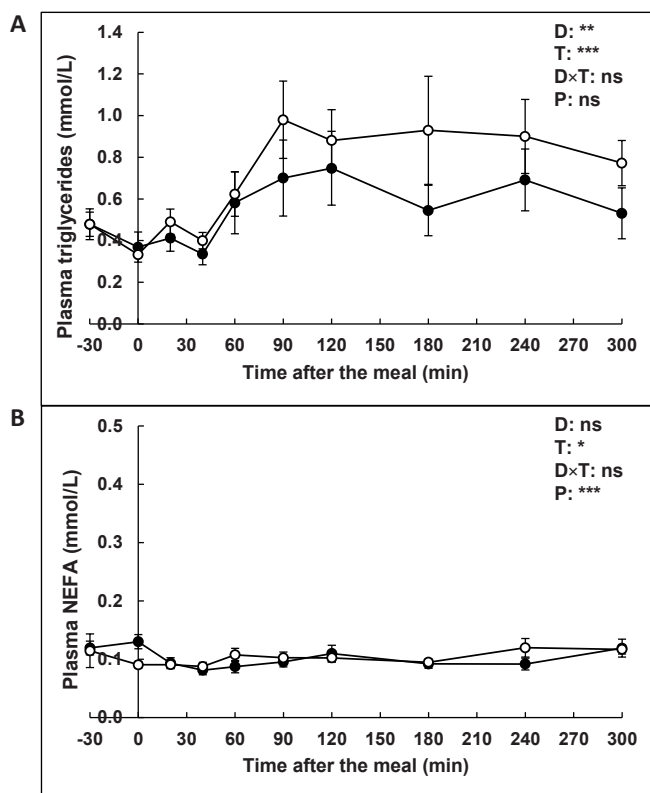 A
D: **
T: ***
D×T: ns
P: ns
Plasma triglycerides (mmol/L)
1.4
1.2
1.0
0.8
0.6
0.4
0.2
0.0
-30 0 30 60 90 120 150 180 210 240 270 300
Time after the meal (min)
B
D: ns
T: *
D×T: ns
P: ***
Plasma NEFA (mmol/L)
0.5
0.4
0.3
0.2
0.1
0.0
-30 0 30 60 90 120 150 180 210 240 270 300
Time after the meal (min)